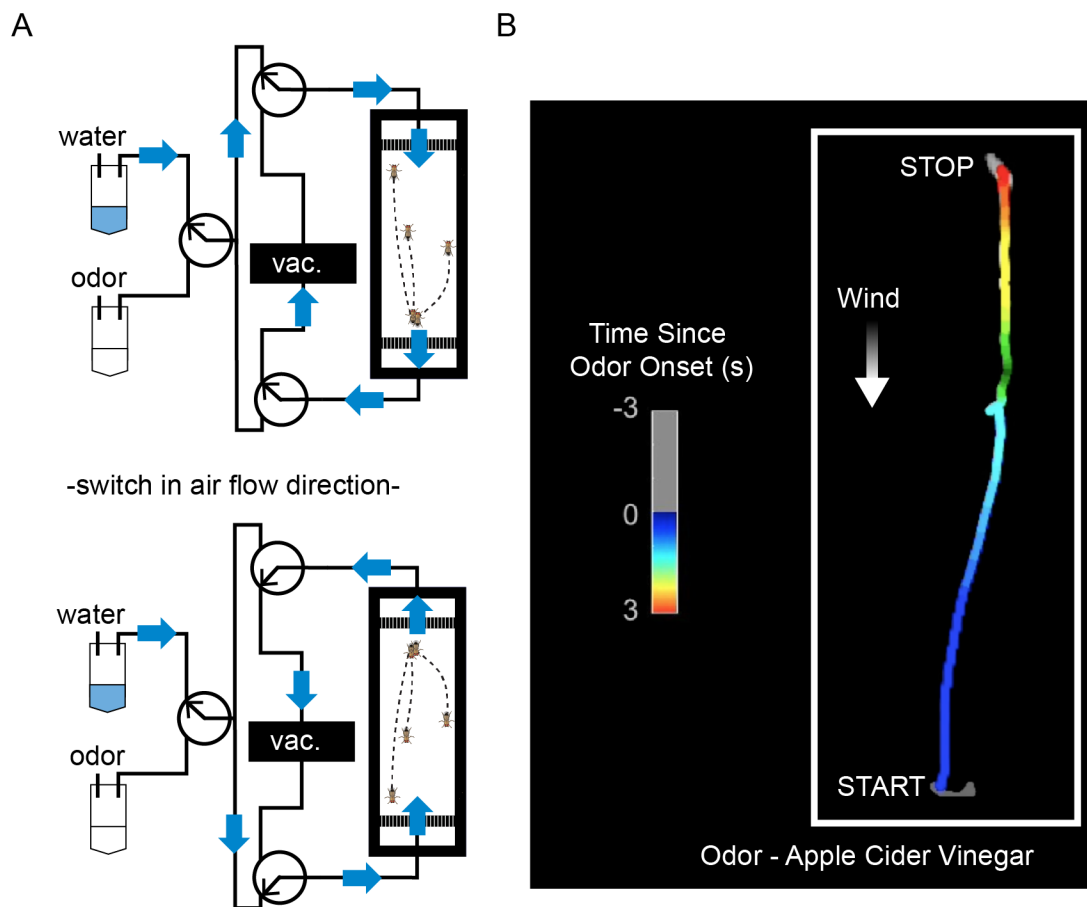 A
water
odor
vac.
-switch in air flow direction-
water
odor
vac.
B
STOP
Wind
Time Since
Odor Onset (s)
-3
0
3
START
Odor - Apple Cider Vinegar